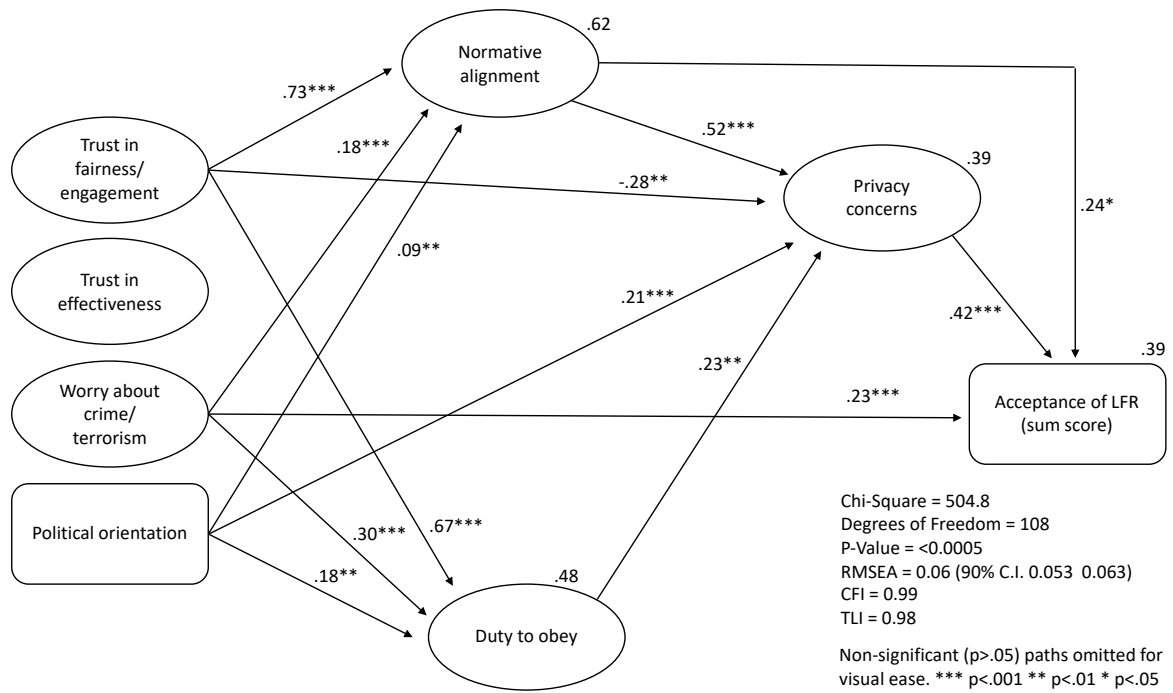 .62
Normative
alignment
.73***
Trust in
fairness/
engagement
.18***
.52***
.39
Privacy
concerns
-.28**
.24*
.09**
Trust in
effectiveness
.21***
.42***
.23**
.39
Worry about
crime/
terrorism
.23***
Acceptance of LFR
(sum score)
Political orientation
.30***
.67***
.18**
.48
Duty to obey
Chi-Square = 504.8
Degrees of Freedom = 108
P-Value = <0.0005
RMSEA = 0.06 (90% C.I. 0.053 0.063)
CFI = 0.99
TLI = 0.98
Non-significant (p>.05) paths omitted for
visual ease. *** p<.001 ** p<.01 * p<.05